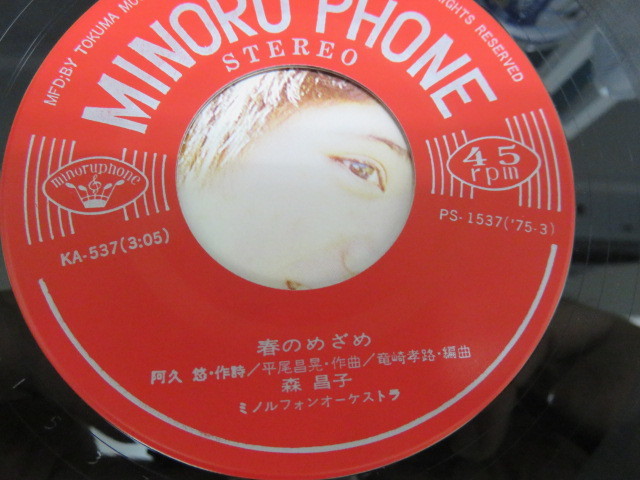 MFD. BY TOKUMA
RIGHTS RESERVED
MINORU PHONE
STEREO
minoruphone
45
rpm
KA-537(3:05)
PS-1537('75-3)
春のめざめ
阿久 悠・作詩/平尾昌晃・作曲/竜崎孝路・編曲
森 昌子
ミノルフォンオーケストラ